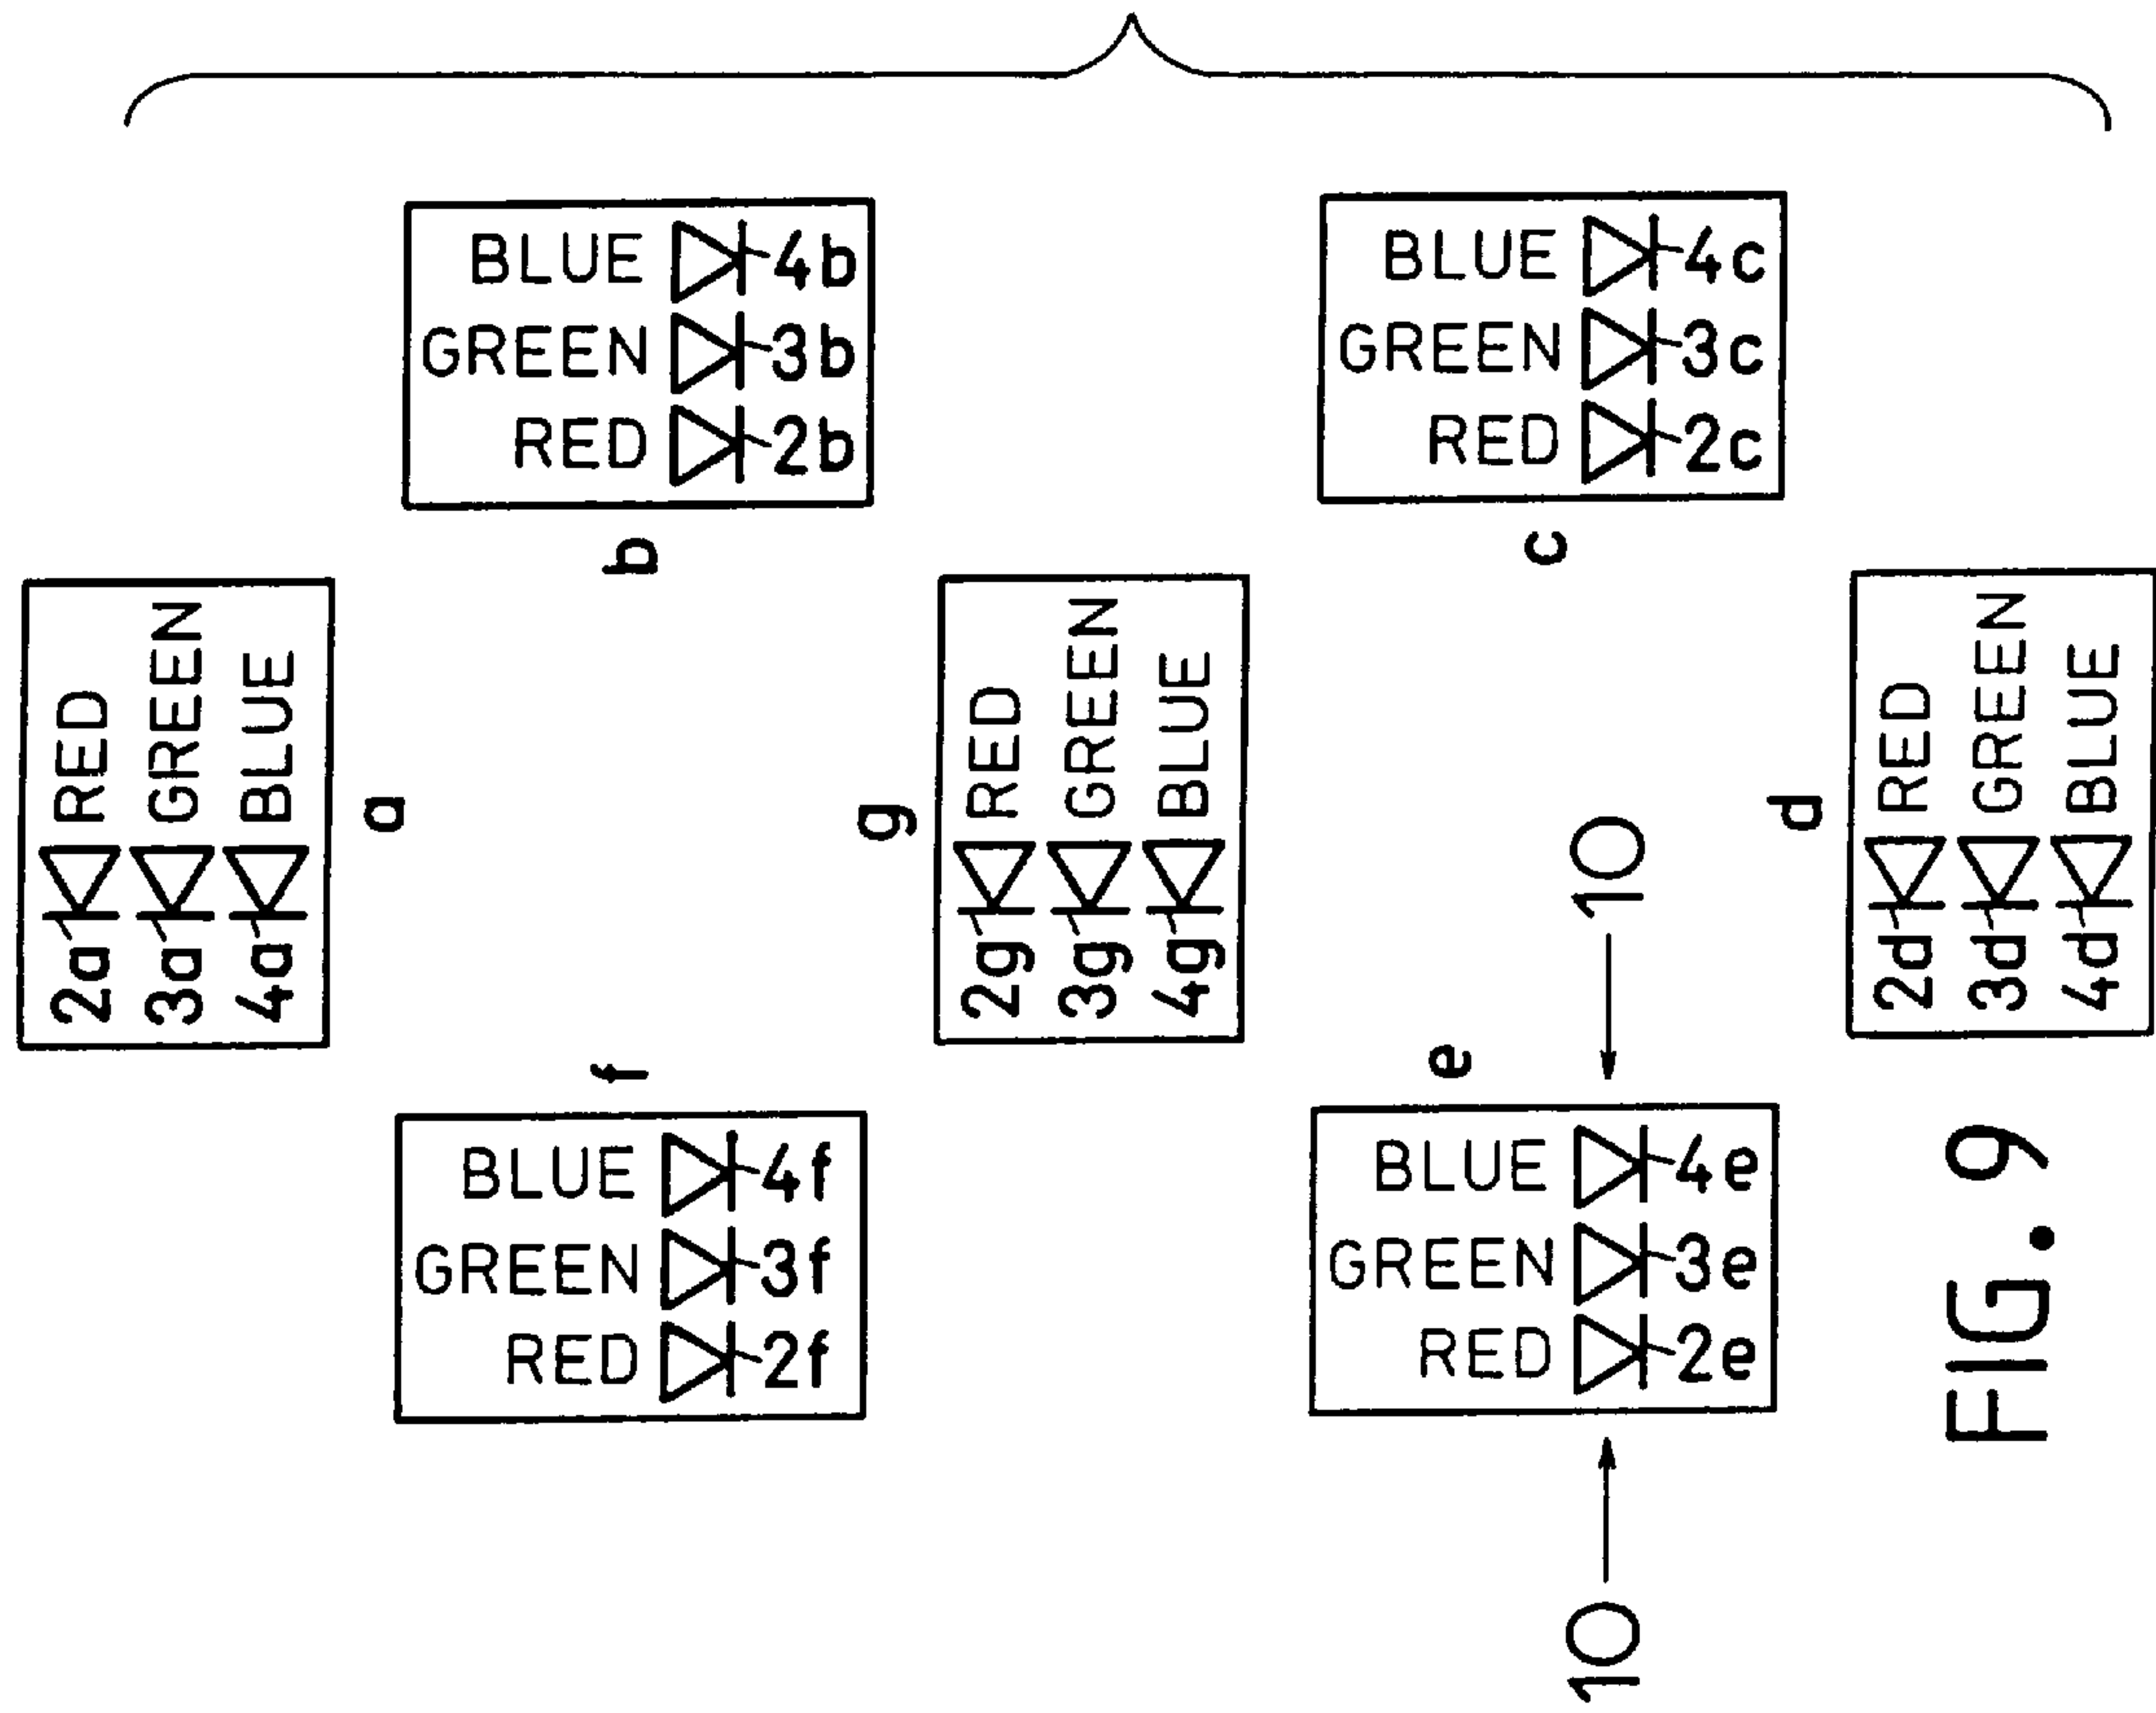 2a RED
3a GREEN
4a BLUE
a
BLUE 4f
GREEN 3f
RED 2f
f
BLUE 4b
GREEN 3b
RED 2b
b
g
2g RED
3g GREEN
4g BLUE
BLUE 4e
GREEN 3e
RED 2e
e
10
10
BLUE 4c
GREEN 3c
RED 2c
c
d
2d RED
3d GREEN
4d BLUE
FIG. 9